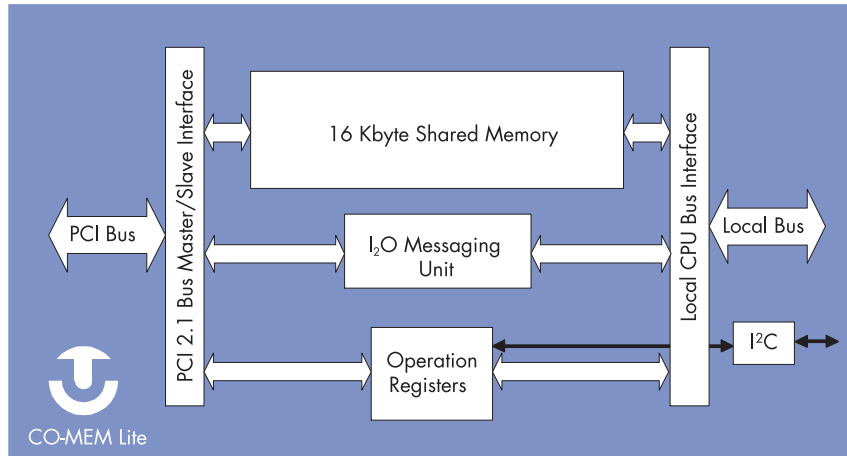 PCI 2.1 Bus Master/Slave Interface
16 Kbyte Shared Memory
Local CPU Bus Interface
PCI Bus
I₂O Messaging
Unit
Local Bus
Operation
Registers
I²C
CO-MEM Lite